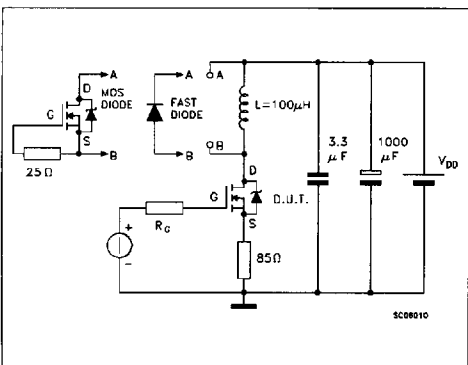 A
D
MOS
DIODE
G
S
B
25Ω
A
FAST
DIODE
B
A
L=100μH
B
D
G
D.U.T.
S
RG
+
-
85Ω
3.3
μF
1000
μF
VDD
SC06010